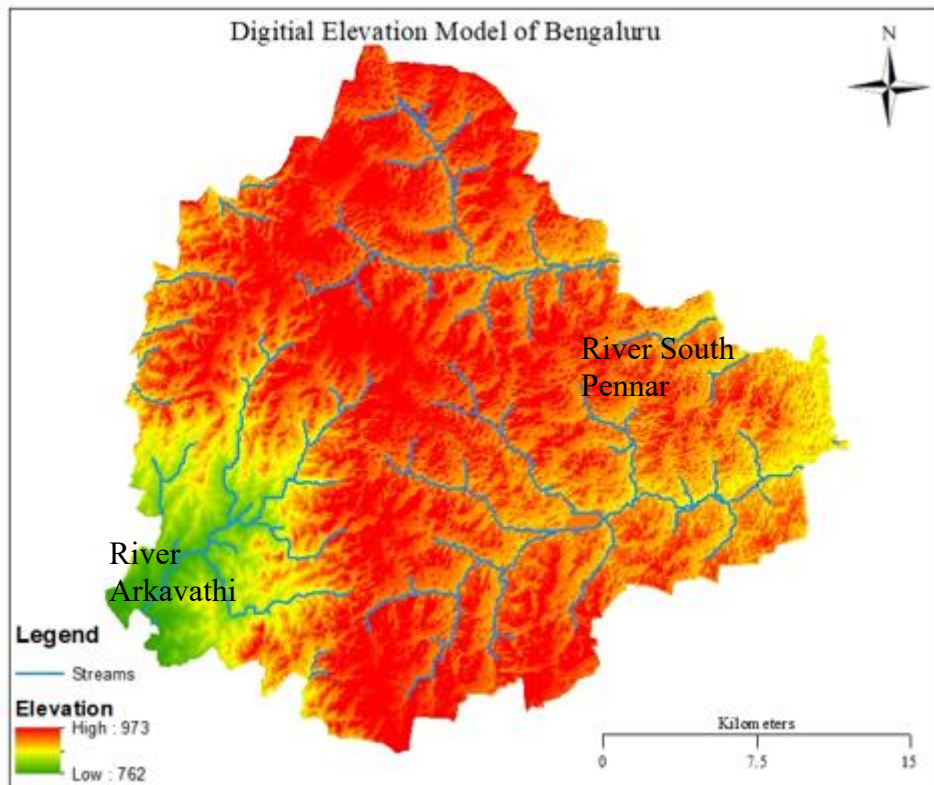 Digitial Elevation Model of Bengaluru
N
River South
Pennar
River
Arkavathi
Legend
Streams
Elevation
High : 973
Low : 762
Kilometers
0 7.5 15